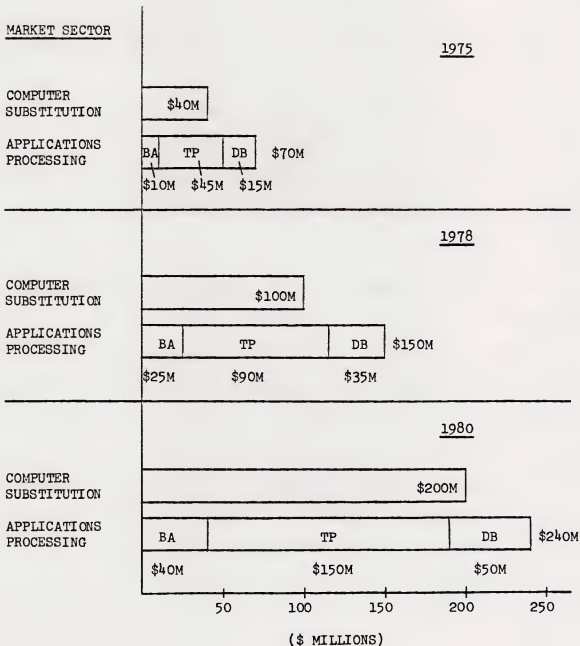 MARKET SECTOR
1975
COMPUTER
SUBSTITUTION
$40M
APPLICATIONS
PROCESSING
BA TP DB $70M
$10M $45M $15M
1978
COMPUTER
SUBSTITUTION
$100M
APPLICATIONS
PROCESSING
BA TP DB $150M
$25M $90M $35M
1980
COMPUTER
SUBSTITUTION
$200M
APPLICATIONS
PROCESSING
BA TP DB $240M
$40M $150M $50M
50 100 150 200 250
($ MILLIONS)